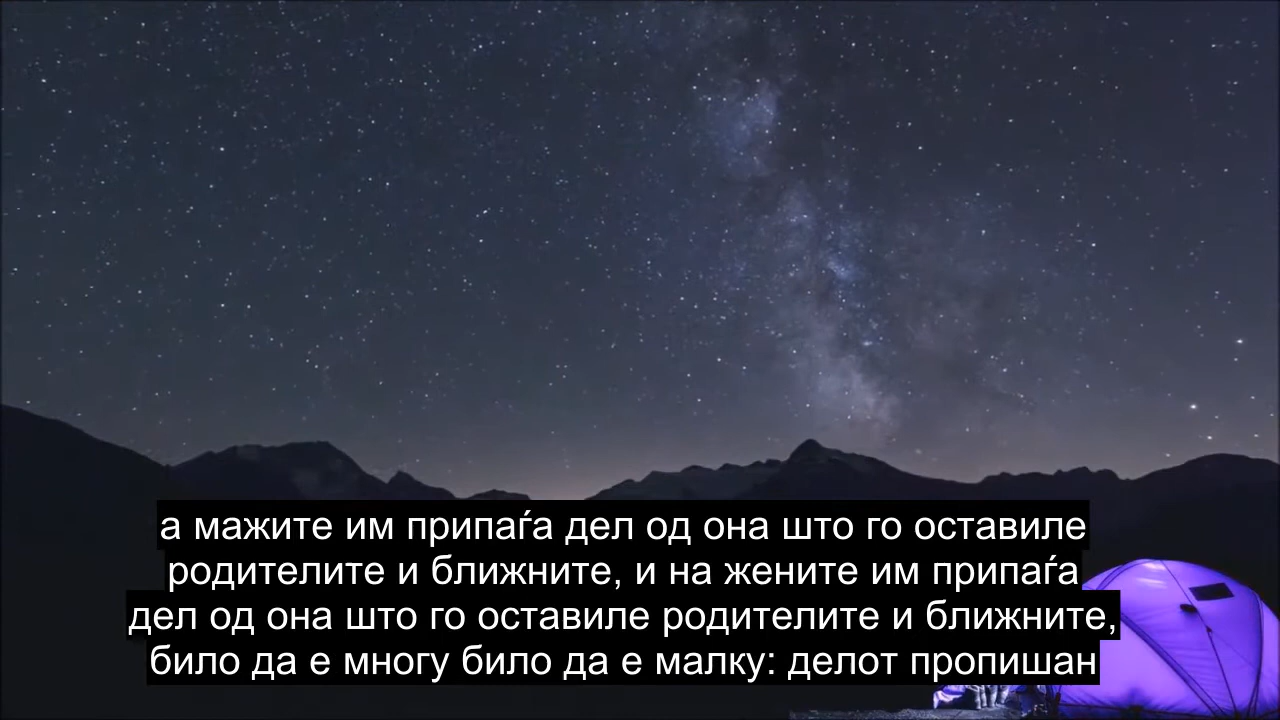 а мажите им припаѓа дел од она што го оставиле
родителите и ближните, и на жените им припаѓа
дел од она што го оставиле родителите и ближните,
било да е многу било да е малку: делот пропишан